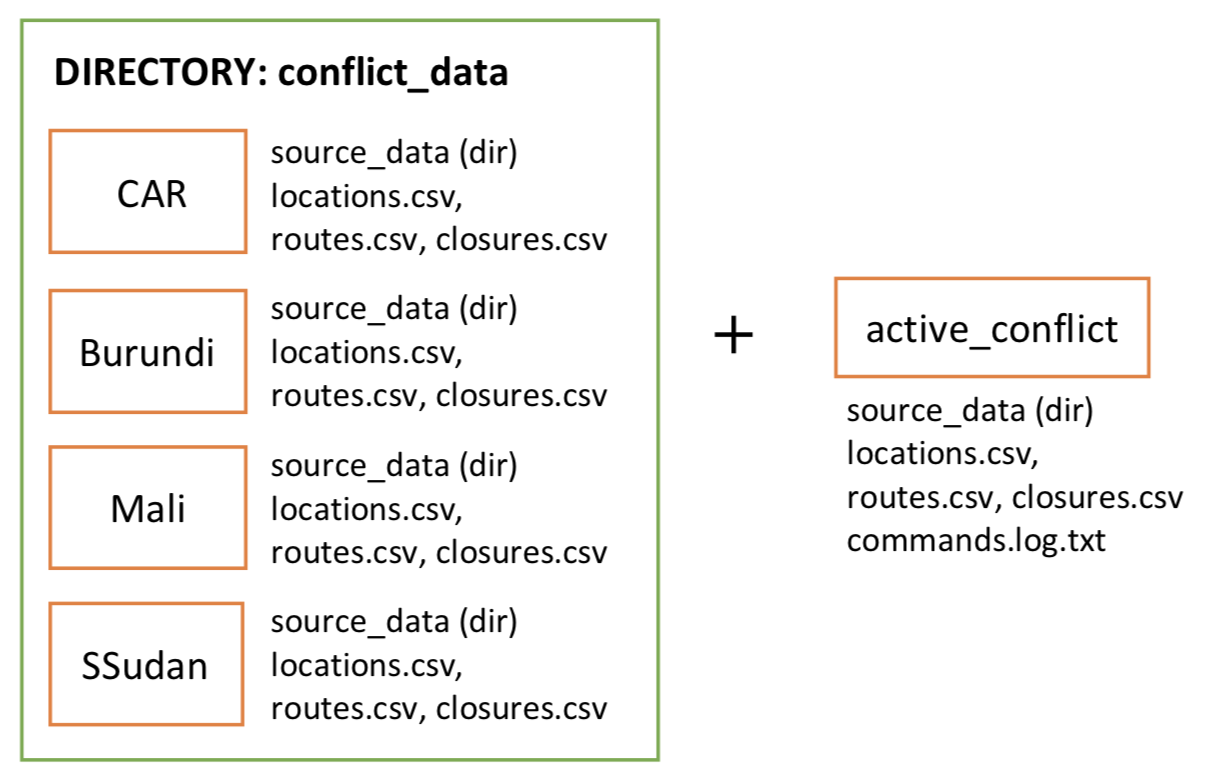 DIRECTORY: conflict_data
CAR
source_data (dir)
locations.csv,
routes.csv, closures.csv
Burundi
source_data (dir)
locations.csv,
routes.csv, closures.csv
Mali
source_data (dir)
locations.csv,
routes.csv, closures.csv
SSudan
source_data (dir)
locations.csv,
routes.csv, closures.csv
+
active_conflict
source_data (dir)
locations.csv,
routes.csv, closures.csv
commands.log.txt